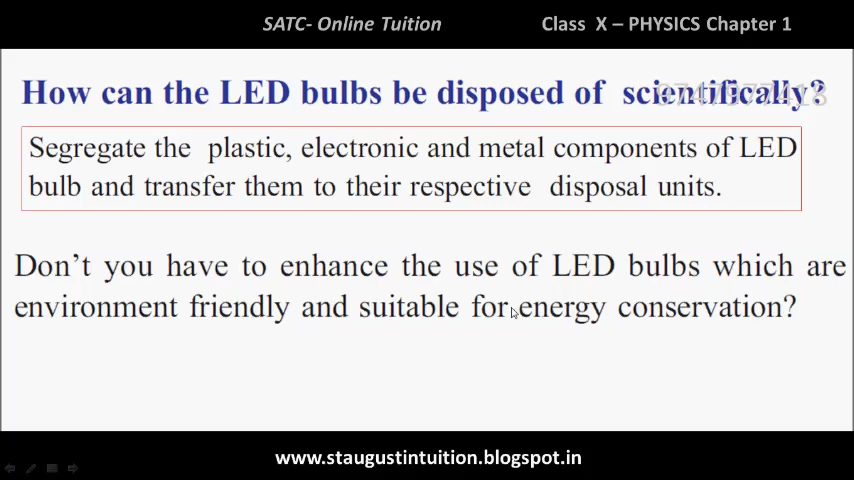 SATC- Online Tuition Class X – PHYSICS Chapter 1
How can the LED bulbs be disposed of scientifically?
9747977418
Segregate the plastic, electronic and metal components of LED
bulb and transfer them to their respective disposal units.
Don't you have to enhance the use of LED bulbs which are
environment friendly and suitable for energy conservation?
www.staugustintuition.blogspot.in